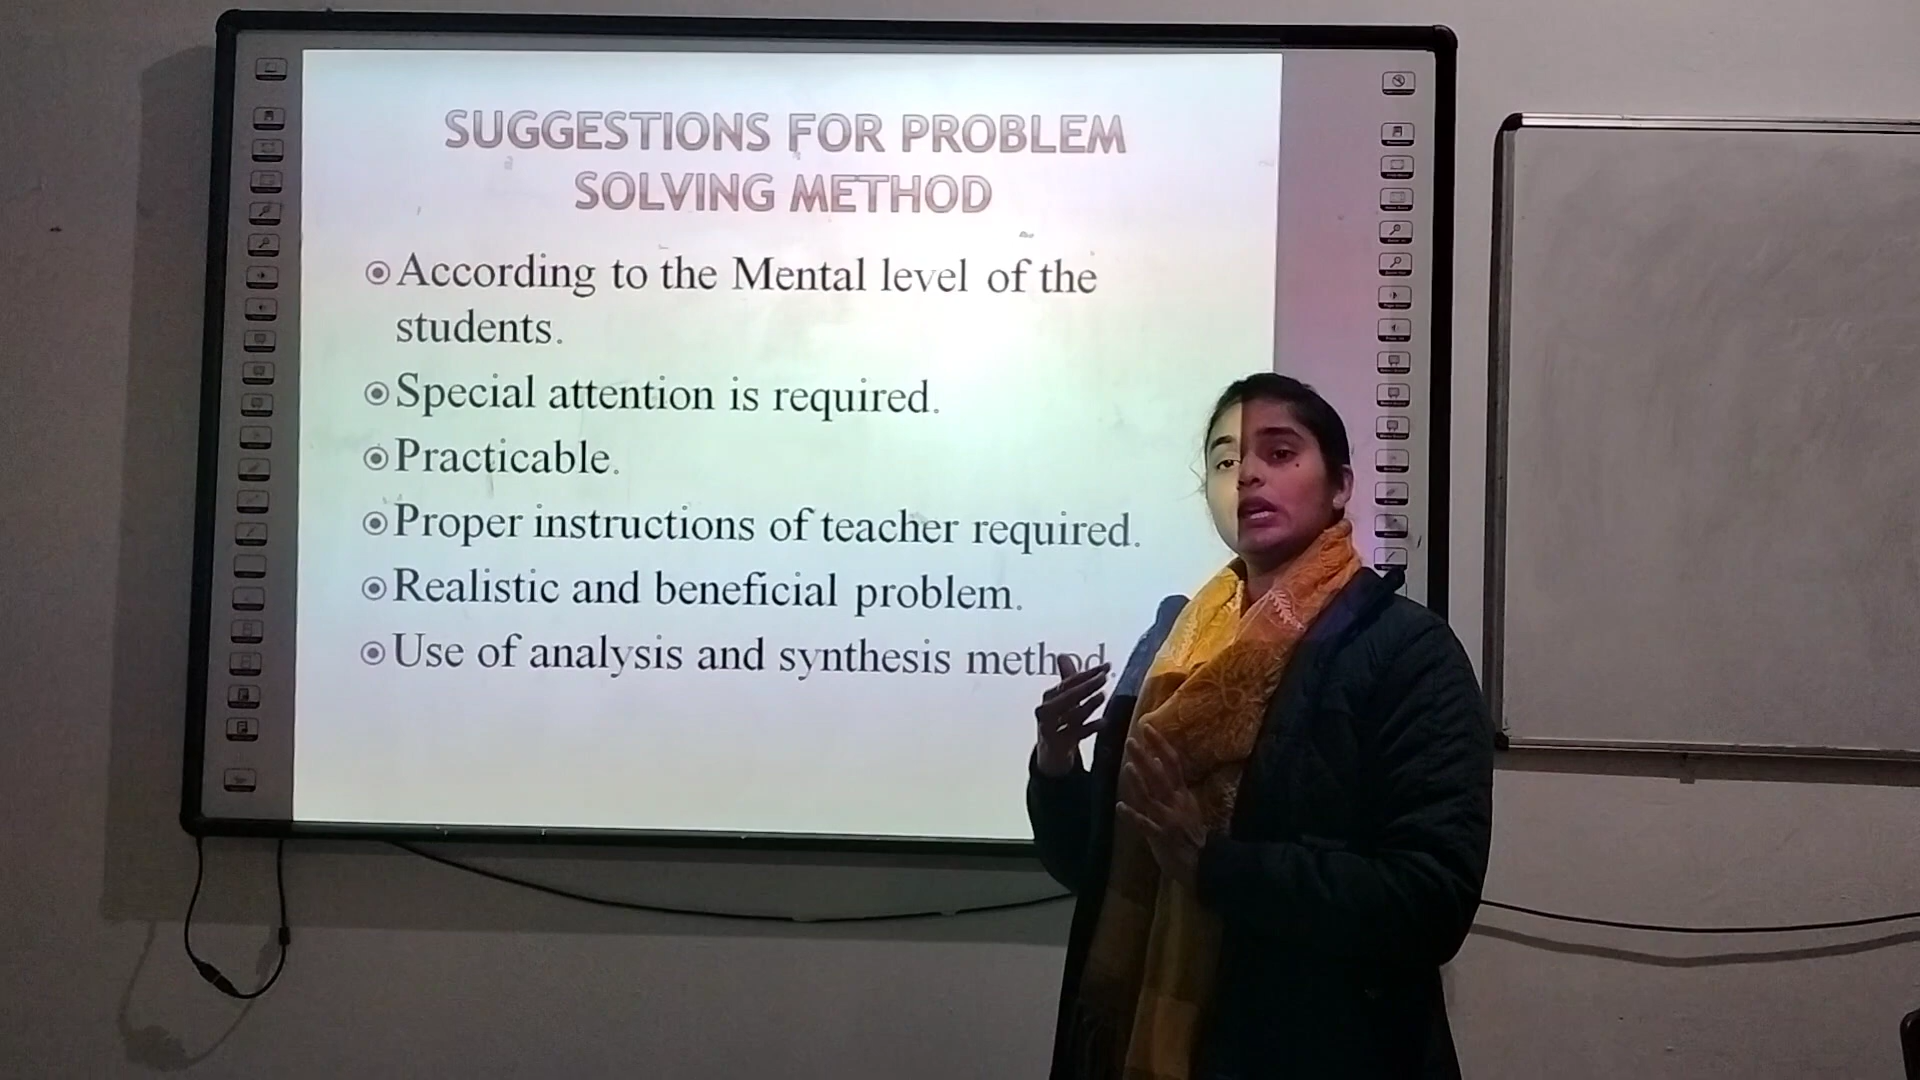 SUGGESTIONS FOR PROBLEM
SOLVING METHOD
According to the Mental level of the
students.
Special attention is required.
Practicable.
Proper instructions of teacher required.
Realistic and beneficial problem.
Use of analysis and synthesis method.